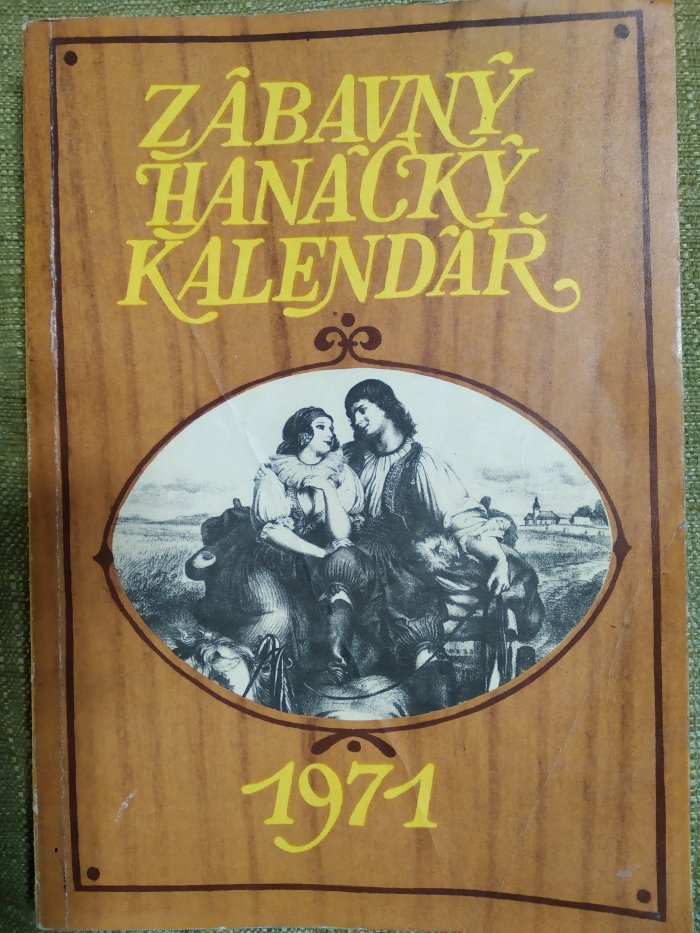 ZÁBAVNÝ
HANÁCKÝ
KALENDÁŘ
1971